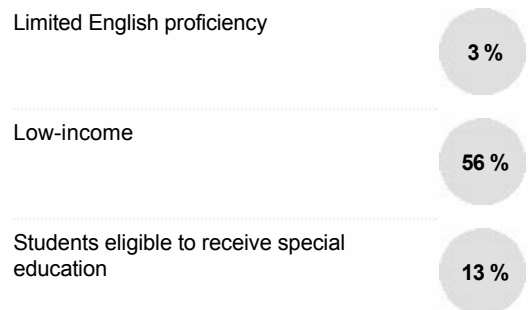 Limited English proficiency
3 %
Low-income
56 %
Students eligible to receive special
education
13 %